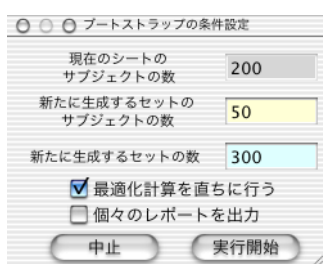 ブートストラップの条件設定
現在のシートの
サブジェクトの数
200
新たに生成するセットの
サブジェクトの数
50
新たに生成するセットの数
300
最適化計算を直ちに行う
個々のレポートを出力
中止
実行開始